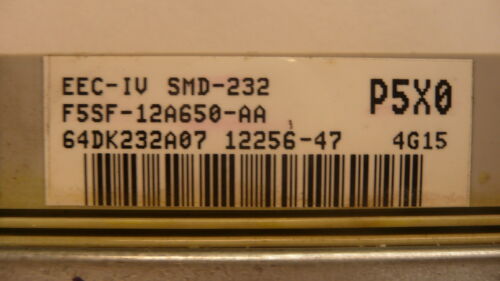 EEC-IV SMD-232
P5X0
F5SF-12A650-AA
64DK232A07 12256-47 4G15